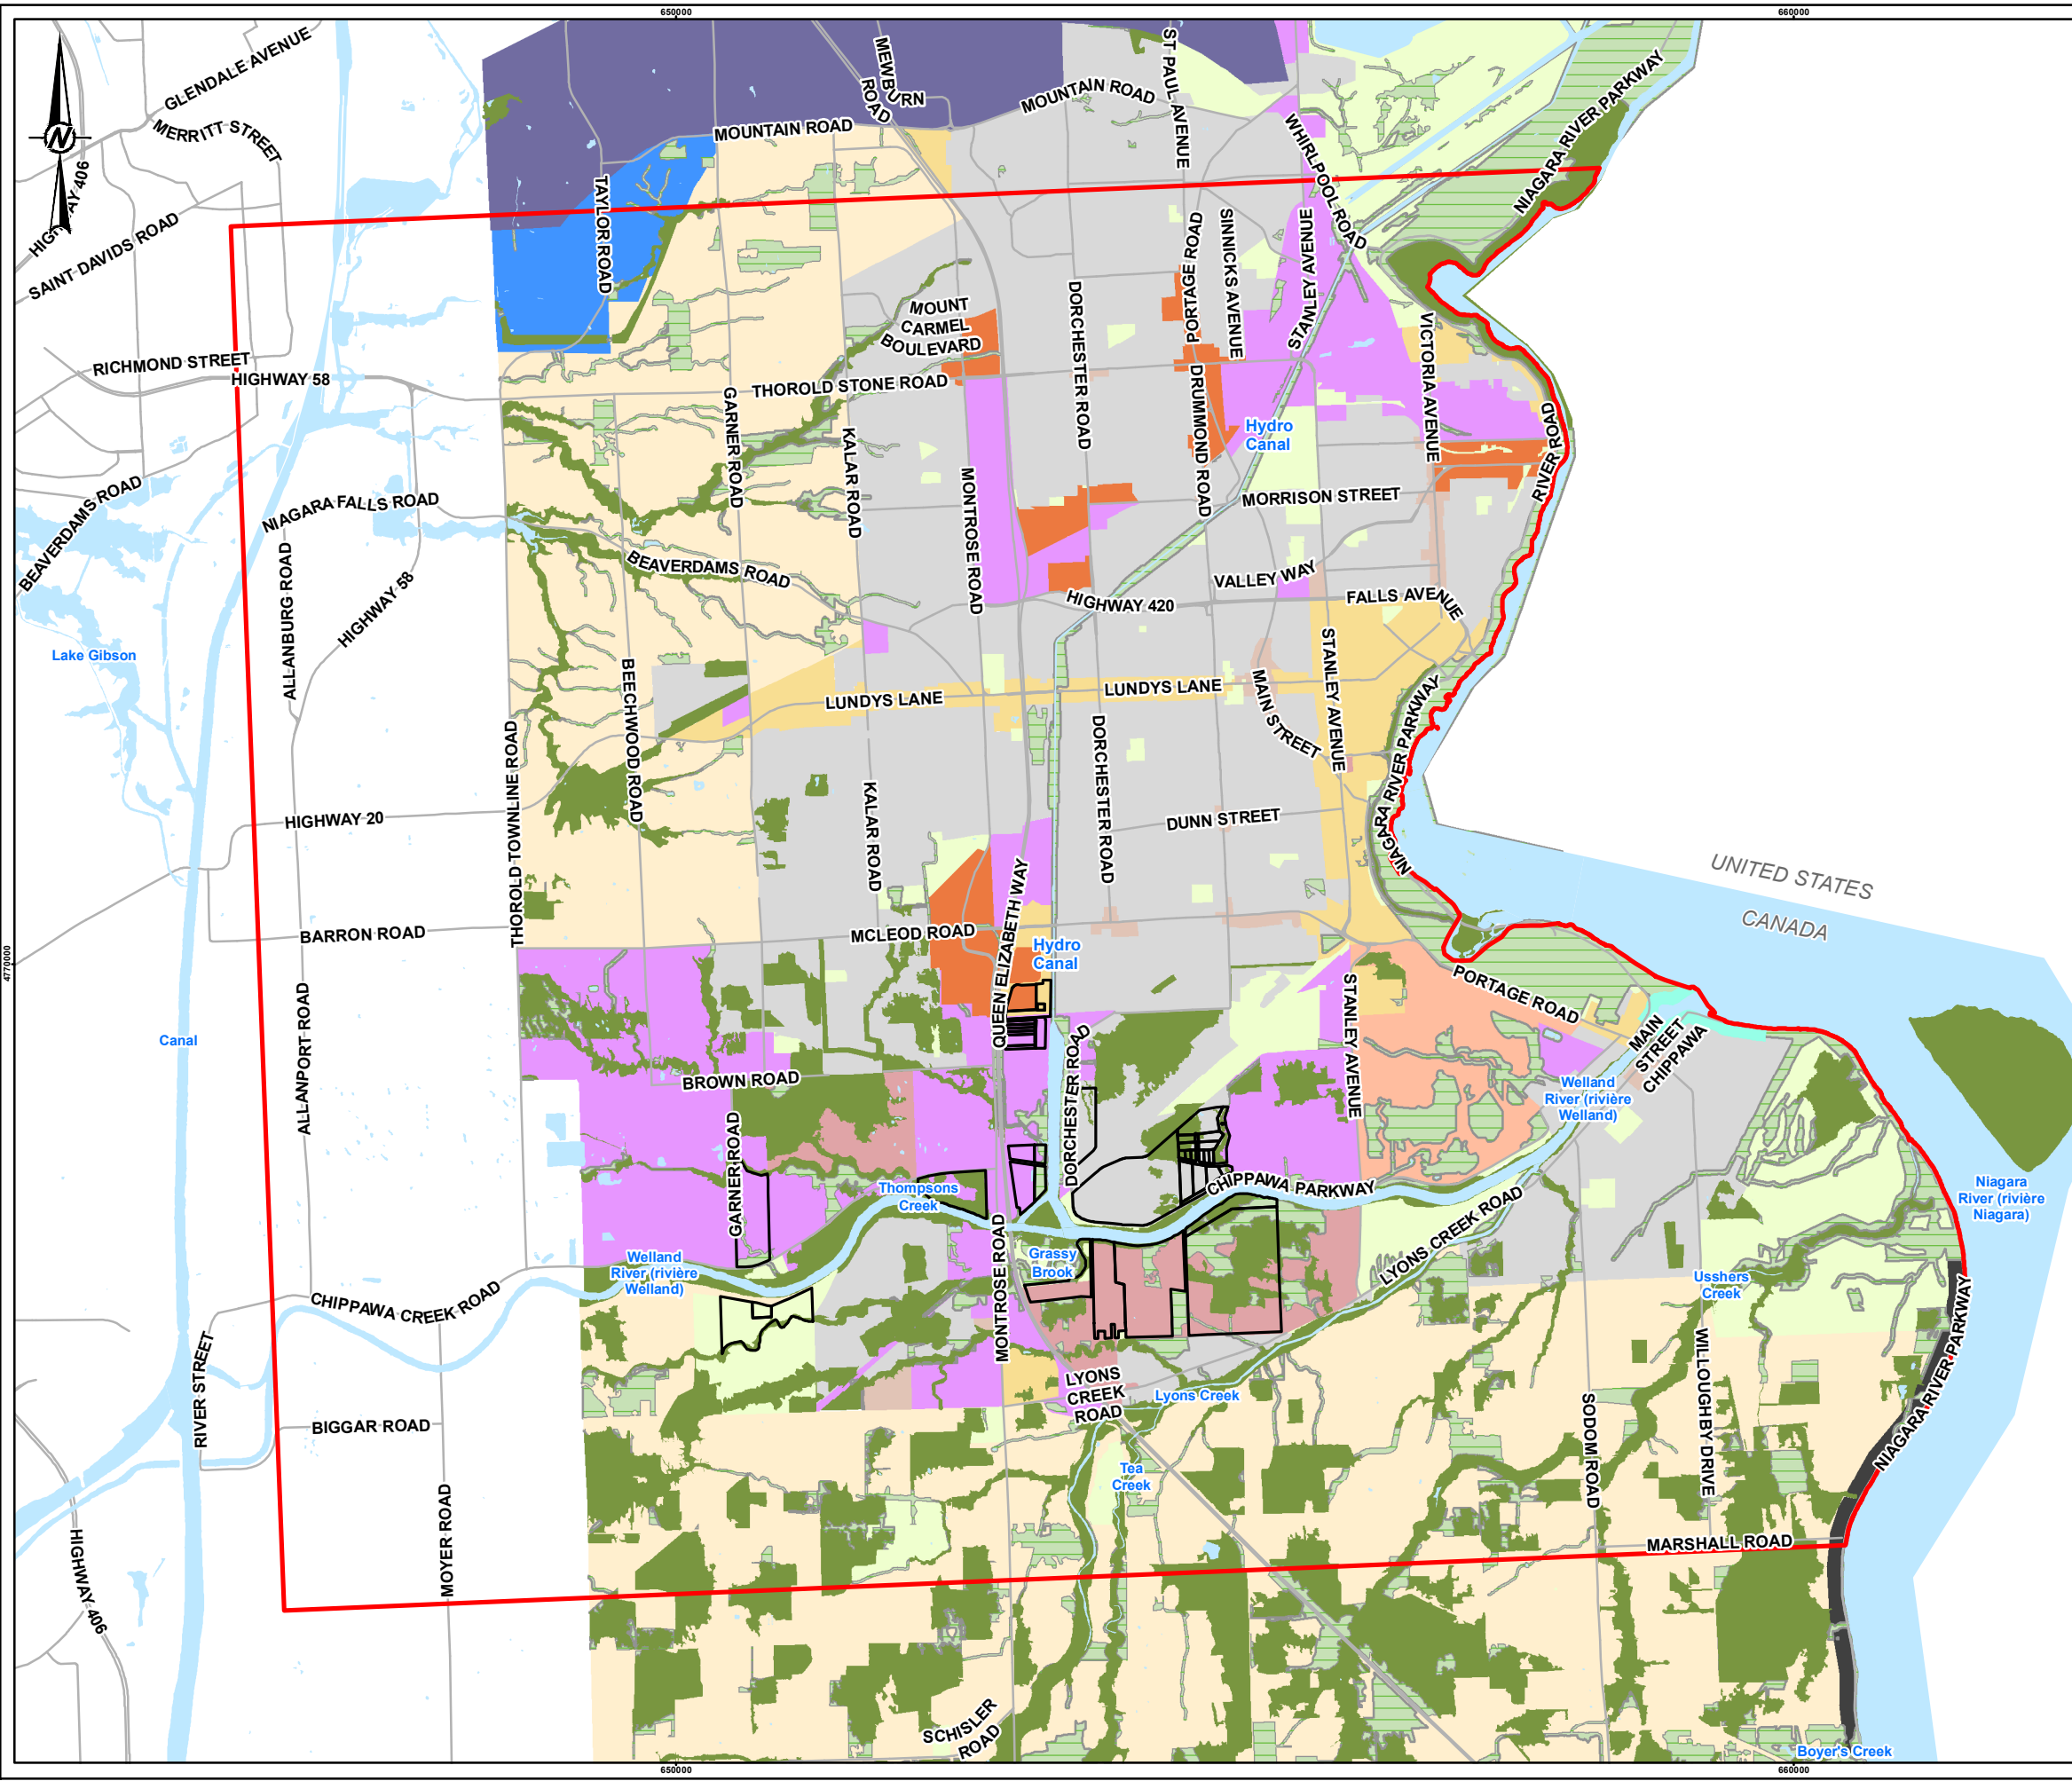 650000
660000
GLENDALE AVENUE
MERRITT STREET
N
HIGHWAY 406
SAINT DAVIDS ROAD
MEWBURN
ROAD
ST PAUL AVENUE
MOUNTAIN ROAD
MOUNTAIN ROAD
WHIRLPOOL ROAD
NIAGARA RIVER PARKWAY
TAYLOR ROAD
PORTAGE ROAD
SINNICKS AVENUE
STANLEY AVENUE
MOUNT
CARMEL
BOULEVARD
DORCHESTER ROAD
VICTORIA AVENUE
RICHMOND STREET
HIGHWAY 58
THOROLD STONE ROAD
GARNER ROAD
DRUMMOND ROAD
KALAR ROAD
Hydro
Canal
RIVER ROAD
MONTROSE ROAD
BEAVERDAMS ROAD
NIAGARA FALLS ROAD
MORRISON STREET
BEAVERDAMS ROAD
VALLEY WAY
ALLANBURG ROAD
HIGHWAY 58
HIGHWAY 420
FALLS AVENUE
Lake Gibson
BEECHWOOD ROAD
STANLEY AVENUE
LUNDYS LANE
LUNDYS LANE
MAIN STREET
NIAGARA RIVER PARKWAY
THOROLD TOWNLINE ROAD
DORCHESTER ROAD
KALAR ROAD
HIGHWAY 20
DUNN STREET
NIAGARA RIVER PARKWAY
UNITED STATES
CANADA
QUEEN ELIZABETH WAY
BARRON ROAD
MCLEOD ROAD
Hydro
Canal
4770000
PORTAGE ROAD
STANLEY AVENUE
ALLANPORT ROAD
Canal
DORCHESTER ROAD
MAIN
STREET
CHIPPAWA
BROWN ROAD
Welland
River (rivière
Welland)
GARNER ROAD
Thompsons
Creek
CHIPPAWA PARKWAY
Niagara
River (rivière
Niagara)
LYONS CREEK ROAD
MONTROSE ROAD
Welland
River (rivière
Welland)
Grassy
Brook
Usshers
Creek
CHIPPAWA CREEK ROAD
RIVER STREET
NIAGARA RIVER PARKWAY
WILLOUGHBY DRIVE
LYONS
CREEK
ROAD
Lyons Creek
SODOM ROAD
BIGGAR ROAD
Tea
Creek
MOYER ROAD
HIGHWAY 406
MARSHALL ROAD
SCHISLER
ROAD
Boyer's Creek
650000
660000